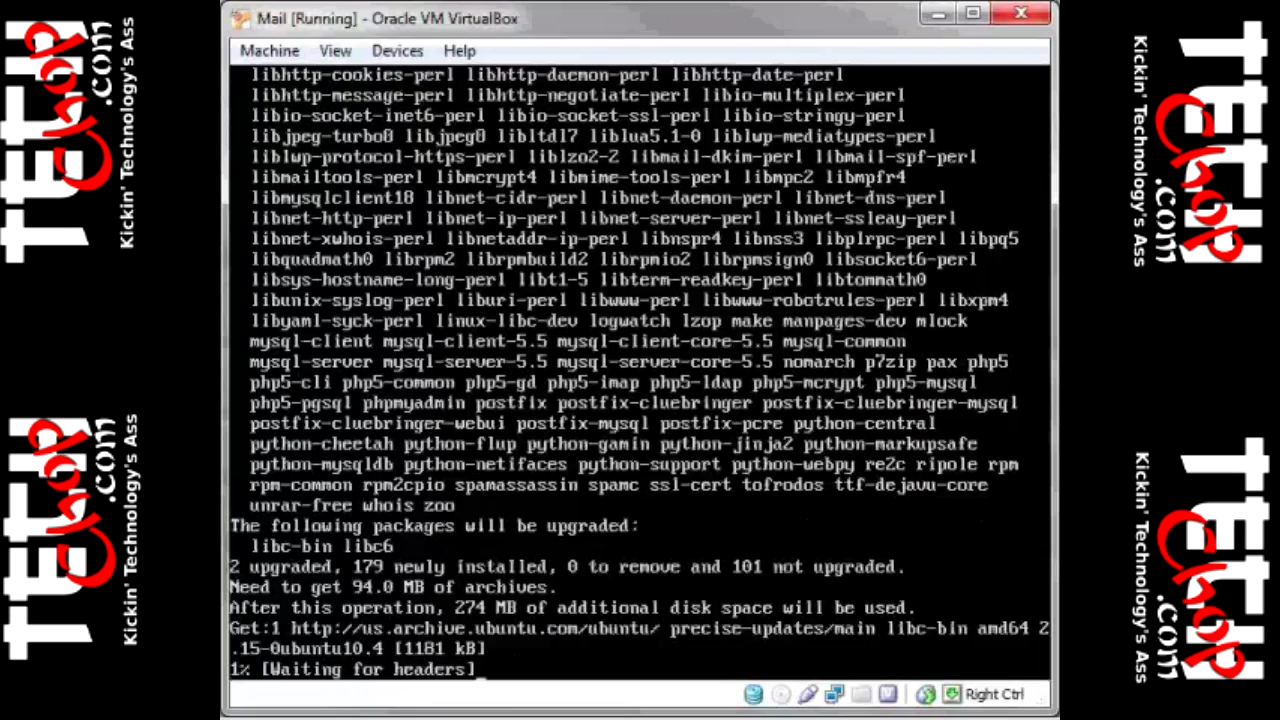 Mail [Running] - Oracle VM VirtualBox
Machine View Devices Help
libhttp-cookies-perl libhttp-daemon-perl libhttp-date-perl
libhttp-message-perl libhttp-negotiate-perl libio-multiplex-perl
libio-socket-inet6-perl libio-socket-ssl-perl libio-stringy-perl
libjpeg-turbo8 libjpeg8 libltdl7 liblua5.1-0 liblwp-mediatypes-perl
liblwp-protocol-https-perl liblzo2-2 libmail-dkim-perl libmail-spf-perl
libmailtools-perl libmcrypt4 libmime-tools-perl libmpc2 libmpfr4
libmysqlclient18 libnet-cidr-perl libnet-daemon-perl libnet-dns-perl
libnet-http-perl libnet-ip-perl libnet-server-perl libnet-ssleay-perl
libnet-xwhois-perl libnetaddr-ip-perl libnspr4 libnss3 libplrpc-perl libpq5
libquadmath0 librpm2 librpmbuild2 librpmio2 librpmsign0 libsocket6-perl
libsys-hostname-long-perl libt1-5 libterm-readkey-perl libtommath0
libunix-syslog-perl liburi-perl libwww-perl libwww-robotrules-perl libxpm4
libyaml-syck-perl linux-libc-dev logwatch lzop make manpages-dev mlock
mysql-client mysql-client-5.5 mysql-client-core-5.5 mysql-common
mysql-server mysql-server-5.5 mysql-server-core-5.5 nomarch p7zip pax php5
php5-cli php5-common php5-gd php5-imap php5-ldap php5-mcrypt php5-mysql
php5-pgsql phpmyadmin postfix postfix-cluebringer postfix-cluebringer-mysql
postfix-cluebringer-webui postfix-mysql postfix-pcre python-central
python-cheetah python-flup python-gamin python-jinja2 python-markupsafe
python-mysqldb python-netifaces python-support python-webpy re2c ripole rpm
rpm-common rpm2cpio spamassassin spamc ssl-cert tofrodos ttf-dejavu-core
unrar-free whois zoo
The following packages will be upgraded:
libc-bin libc6
2 upgraded, 179 newly installed, 0 to remove and 101 not upgraded.
Need to get 94.0 MB of archives.
After this operation, 274 MB of additional disk space will be used.
Get:1 http://us.archive.ubuntu.com/ubuntu/ precise-updates/main libc-bin amd64 2
.15-0ubuntu10.4 [1181 kB]
1% [Waiting for headers]
Right Ctrl
TECH
Chop
.com
Kickin' Technology's Ass
TECH
Chop
.com
Kickin' Technology's Ass
TECH
Chop
.com
Kickin' Technology's Ass
TECH
Chop
.com
Kickin' Technology's Ass